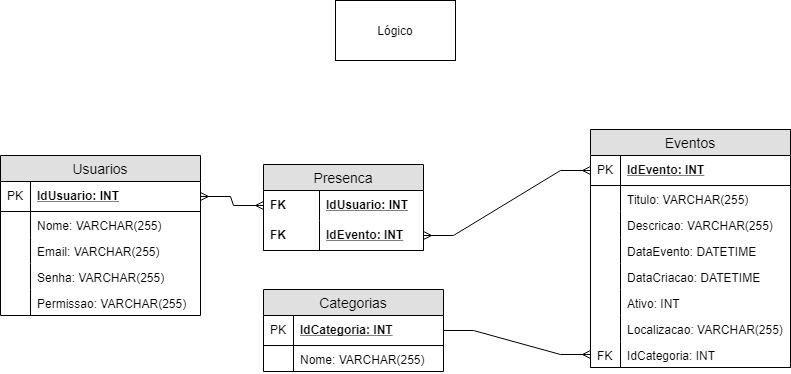 Lógico
Usuarios
PK IdUsuario: INT
Nome: VARCHAR(255)
Email: VARCHAR(255)
Senha: VARCHAR(255)
Permissao: VARCHAR(255)
Presenca
FK IdUsuario: INT
FK IdEvento: INT
Categorias
PK IdCategoria: INT
Nome: VARCHAR(255)
Eventos
PK IdEvento: INT
Titulo: VARCHAR(255)
Descricao: VARCHAR(255)
DataEvento: DATETIME
DataCriacao: DATETIME
Ativo: INT
Localizacao: VARCHAR(255)
FK IdCategoria: INT